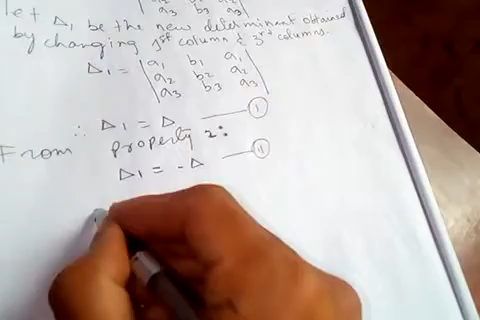 let Δ₁ be the new determinant obtained
by changing 1st column & 3rd columns.
Δ₁ = | a₁ b₁ a₁ |
| a₂ b₂ a₂ |
| a₃ b₃ a₃ |
∴ Δ₁ = Δ — (i)
From property 2:
Δ₁ = -Δ — (ii)